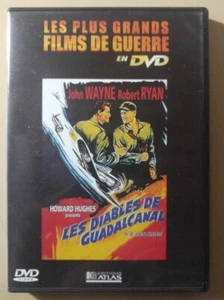 LES PLUS GRANDS
FILMS DE GUERRE
EN DVD
John WAYNE Robert RYAN
HOWARD HUGHES
présente
LES DIABLES DE
GUADALCANAL
DVD
VIDEO
ATLAS